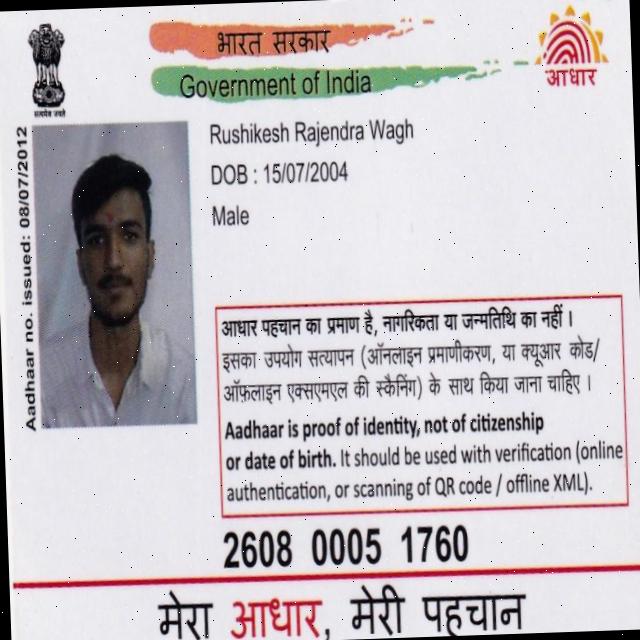 भारत सरकार
Government of India
सत्यमेव जयते
आधार
Aadhaar no. issued: 08/07/2012
Rushikesh Rajendra Wagh
DOB : 15/07/2004
Male
आधार पहचान का प्रमाण है, नागरिकता या जन्मतिथि का नहीं ।
इसका उपयोग सत्यापन (ऑनलाइन प्रमाणीकरण, या क्यूआर कोड/
ऑफ़लाइन एक्सएमएल की स्कैनिंग) के साथ किया जाना चाहिए ।
Aadhaar is proof of identity, not of citizenship
or date of birth. It should be used with verification (online
authentication, or scanning of QR code / offline XML).
2608 0005 1760
मेरा आधार, मेरी पहचान